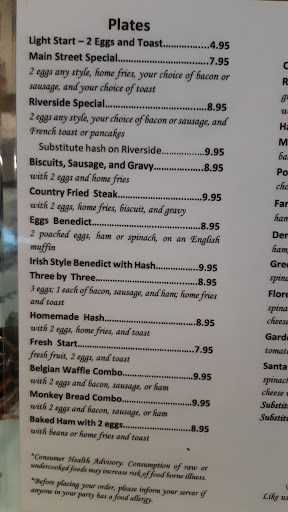 Plates
Light Start – 2 Eggs and Toast..................4.95
Main Street Special..............................7.95
2 eggs any style, home fries, your choice of bacon or
sausage, and your choice of toast
Riverside Special.................................8.95
2 eggs any style, your choice of bacon or sausage, and
French toast or pancakes
Substitute hash on Riverside..............9.95
Biscuits, Sausage, and Gravy.................8.95
with 2 eggs and home fries
Country Fried Steak............................9.95
with 2 eggs, home fries, biscuit, and gravy
Eggs Benedict....................................8.95
2 poached eggs, ham or spinach, on an English
muffin
Irish Style Benedict with Hash..............9.95
Three by Three..................................8.95
3 eggs; 1 each of bacon, sausage, and ham; home fries
and toast
Homemade Hash..............................8.95
with 2 eggs, home fries, and toast
Fresh Start.......................................7.95
fresh fruit, 2 eggs, and toast
Belgian Waffle Combo........................9.95
with 2 eggs and bacon, sausage, or ham
Monkey Bread Combo.......................9.95
with 2 eggs and bacon, sausage, or ham
Baked Ham with 2 eggs......................8.95
with beans or home fries and toast
*Consumer Health Advisory: Consumption of raw or
undercooked foods may increase risk of food borne illness.
*Before placing your order, please inform your server if
anyone in your party has a food allergy.